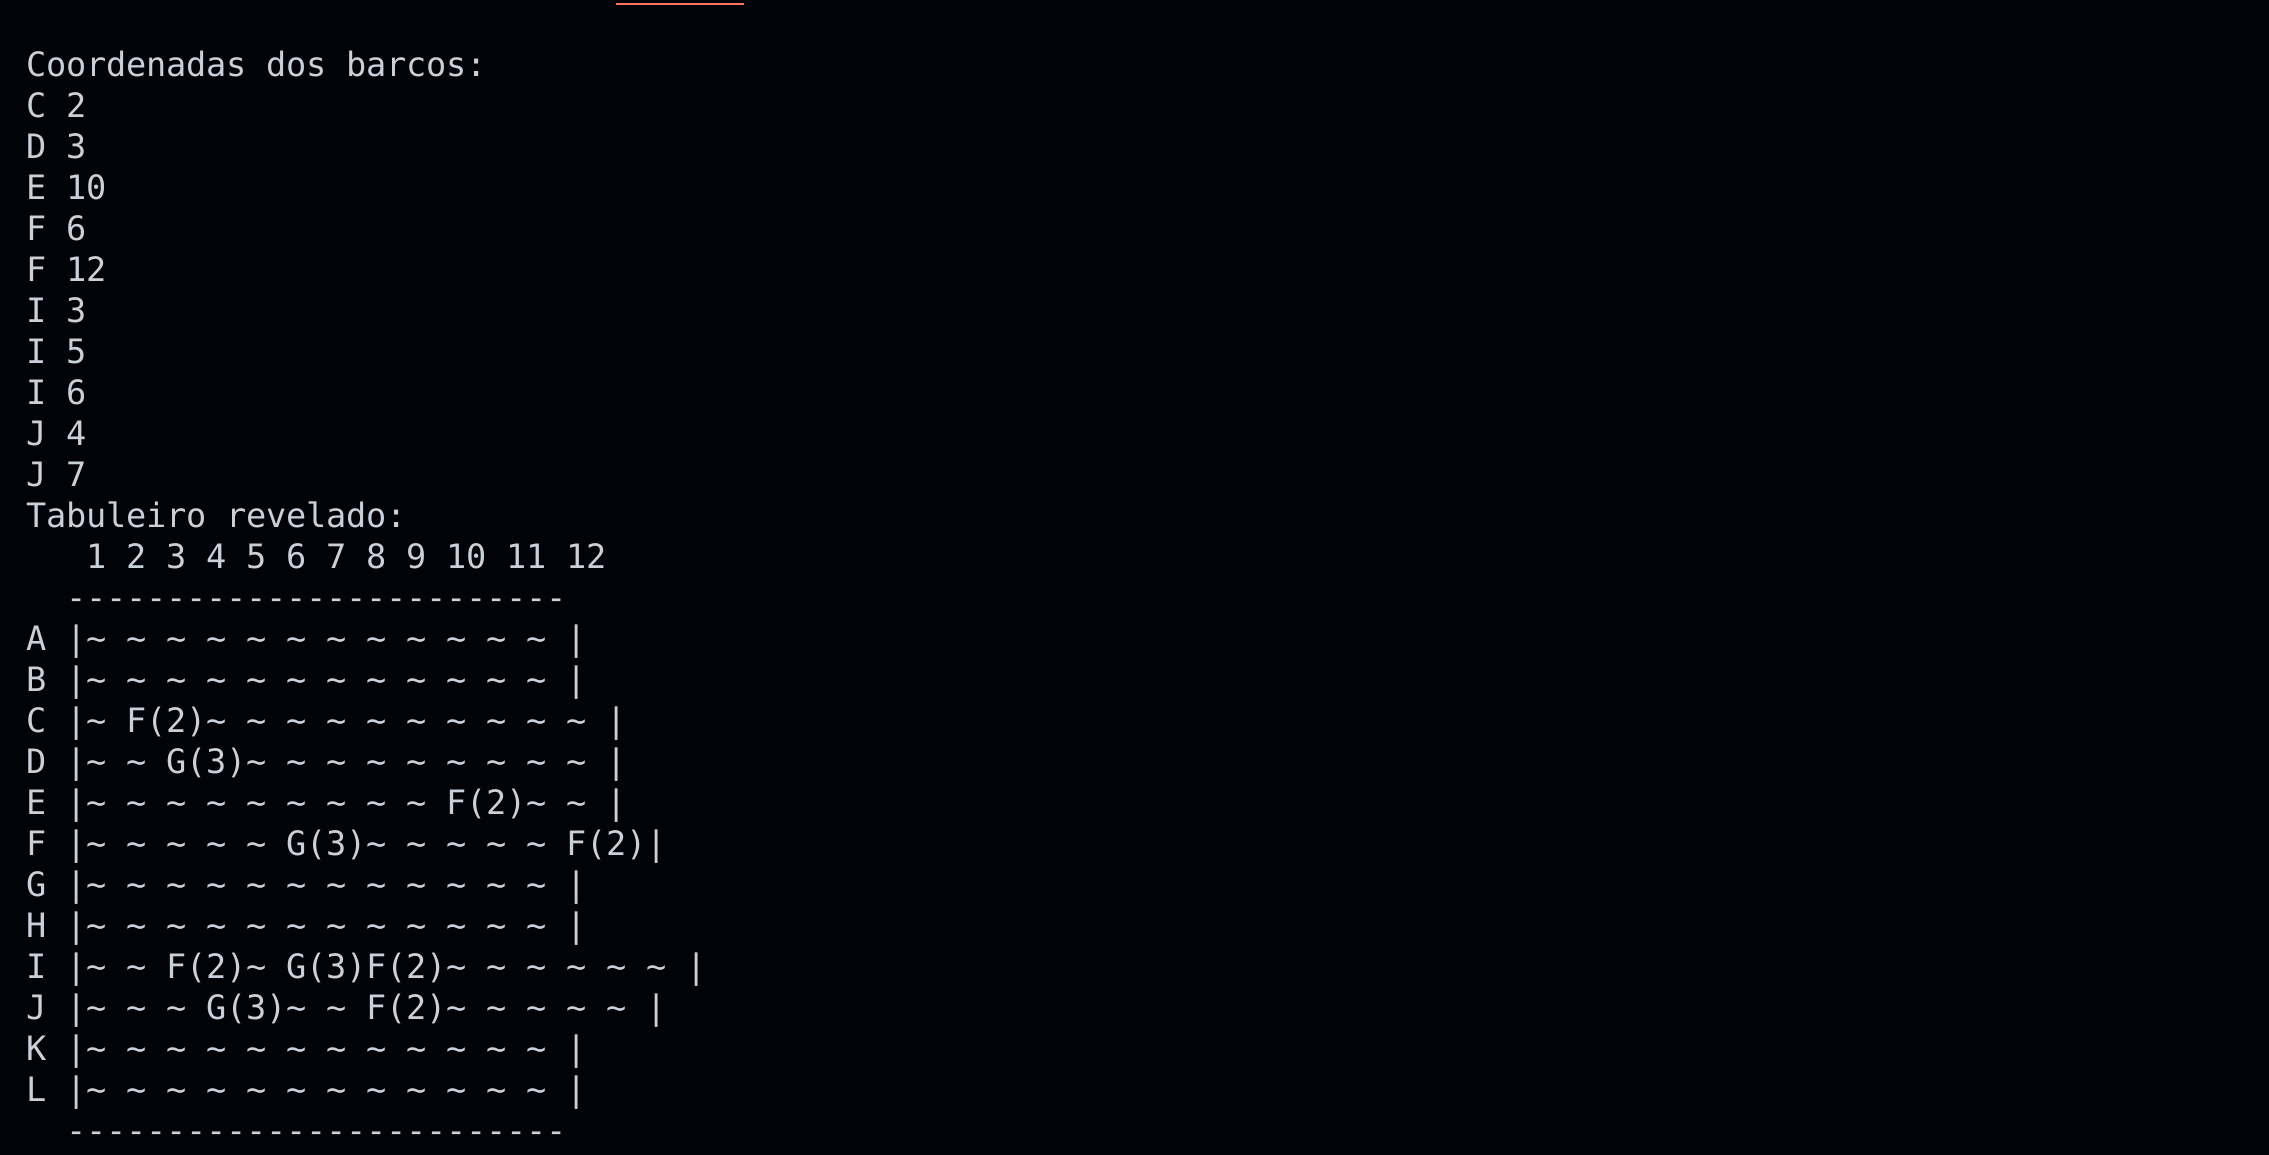 Coordenadas dos barcos:
C 2
D 3
E 10
F 6
F 12
I 3
I 5
I 6
J 4
J 7
Tabuleiro revelado:
   1 2 3 4 5 6 7 8 9 10 11 12
  -------------------------
A |~ ~ ~ ~ ~ ~ ~ ~ ~ ~ ~ ~ |
B |~ ~ ~ ~ ~ ~ ~ ~ ~ ~ ~ ~ |
C |~ F(2)~ ~ ~ ~ ~ ~ ~ ~ ~ ~ |
D |~ ~ G(3)~ ~ ~ ~ ~ ~ ~ ~ ~ |
E |~ ~ ~ ~ ~ ~ ~ ~ ~ F(2)~ ~ |
F |~ ~ ~ ~ ~ G(3)~ ~ ~ ~ ~ F(2)|
G |~ ~ ~ ~ ~ ~ ~ ~ ~ ~ ~ ~ |
H |~ ~ ~ ~ ~ ~ ~ ~ ~ ~ ~ ~ |
I |~ ~ F(2)~ G(3)F(2)~ ~ ~ ~ ~ ~ |
J |~ ~ ~ G(3)~ ~ F(2)~ ~ ~ ~ ~ |
K |~ ~ ~ ~ ~ ~ ~ ~ ~ ~ ~ ~ |
L |~ ~ ~ ~ ~ ~ ~ ~ ~ ~ ~ ~ |
  -------------------------